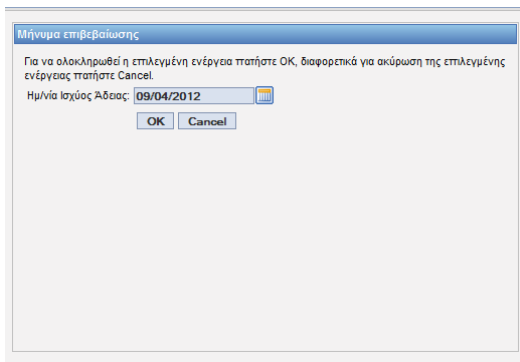 Μήνυμα επιβεβαίωσης
Για να ολοκληρωθεί η επιλεγμένη ενέργεια πατήστε OK, διαφορετικά για ακύρωση της επιλεγμένης
ενέργειας πατήστε Cancel.
Ημ/νία Ισχύος Άδειας: 09/04/2012
OK Cancel